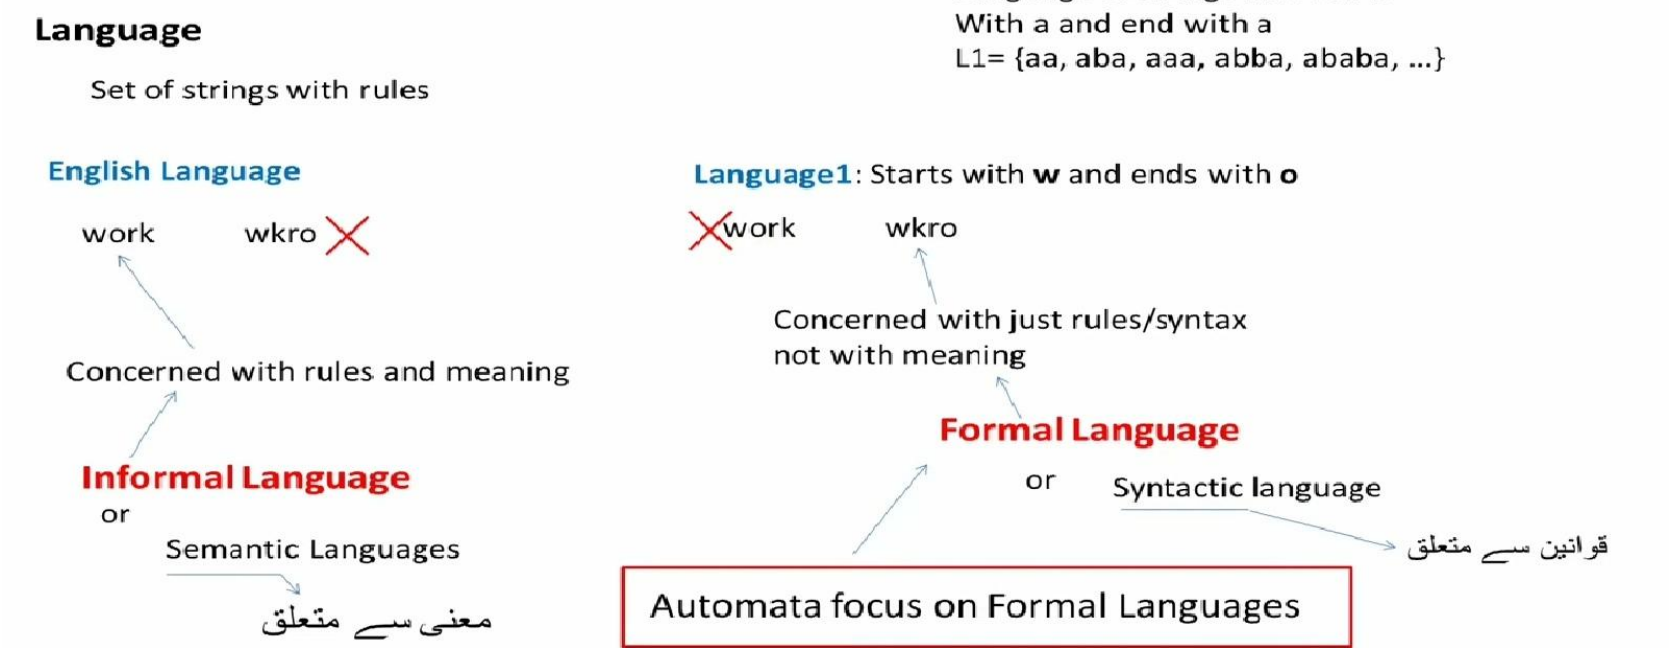 Language
Set of strings with rules
With a and end with a
L1= {aa, aba, aaa, abba, ababa, ...}
English Language
work wkro
Concerned with rules and meaning
Informal Language
or
Semantic Languages
معنی سے متعلق
Language1: Starts with w and ends with o
work wkro
Concerned with just rules/syntax
not with meaning
Formal Language
or Syntactic language
قوانین سے متعلق
Automata focus on Formal Languages